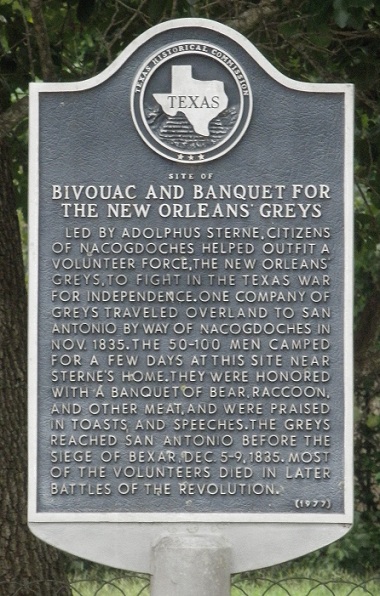 TEXAS HISTORICAL COMMISSION
TEXAS
SITE OF
BIVOUAC AND BANQUET FOR
THE NEW ORLEANS' GREYS
LED BY ADOLPHUS STERNE, CITIZENS
OF NACOGDOCHES HELPED OUTFIT A
VOLUNTEER FORCE, THE NEW ORLEANS'
GREYS, TO FIGHT IN THE TEXAS WAR
FOR INDEPENDENCE. ONE COMPANY OF
GREYS TRAVELED OVERLAND TO SAN
ANTONIO BY WAY OF NACOGDOCHES IN
NOV. 1835. THE 50-100 MEN CAMPED
FOR A FEW DAYS AT THIS SITE NEAR
STERNE'S HOME. THEY WERE HONORED
WITH A BANQUET OF BEAR, RACCOON,
AND OTHER MEAT, AND WERE PRAISED
IN TOASTS AND SPEECHES. THE GREYS
REACHED SAN ANTONIO BEFORE THE
SIEGE OF BEXAR, DEC. 5-9, 1835. MOST
OF THE VOLUNTEERS DIED IN LATER
BATTLES OF THE REVOLUTION.
(1977)